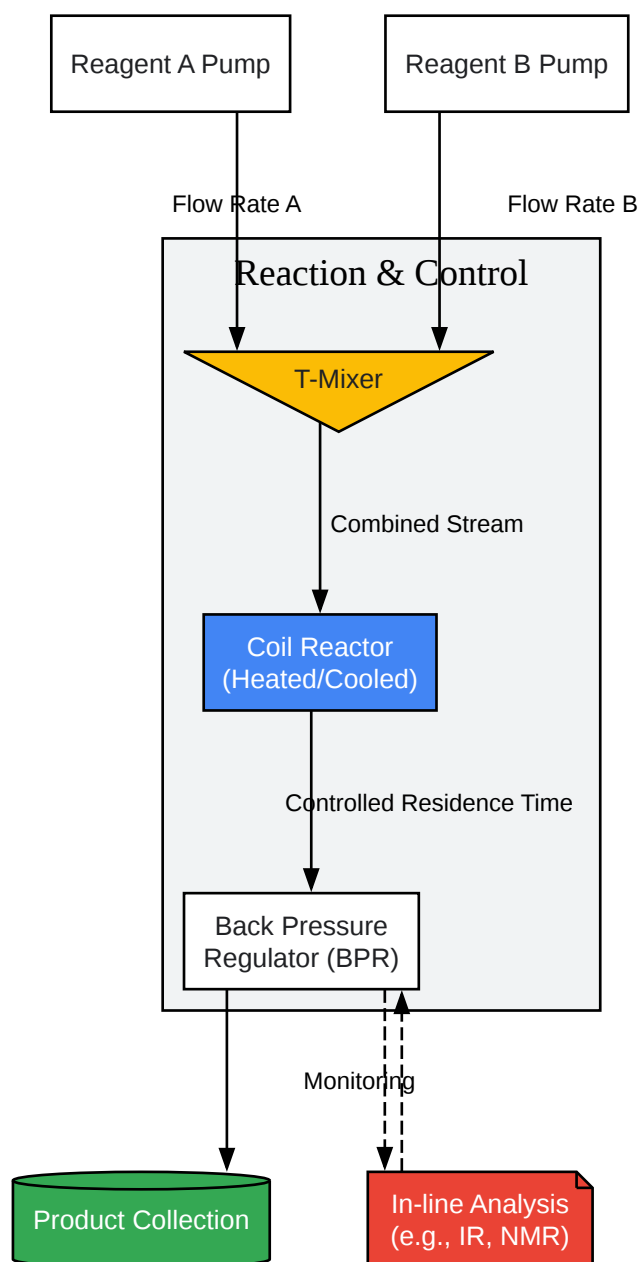 Reagent A Pump
Reagent B Pump
Flow Rate A
Flow Rate B
Reaction & Control
T-Mixer
Combined Stream
Coil Reactor
(Heated/Cooled)
Controlled Residence Time
Back Pressure
Regulator (BPR)
Monitoring
Product Collection
In-line Analysis
(e.g., IR, NMR)